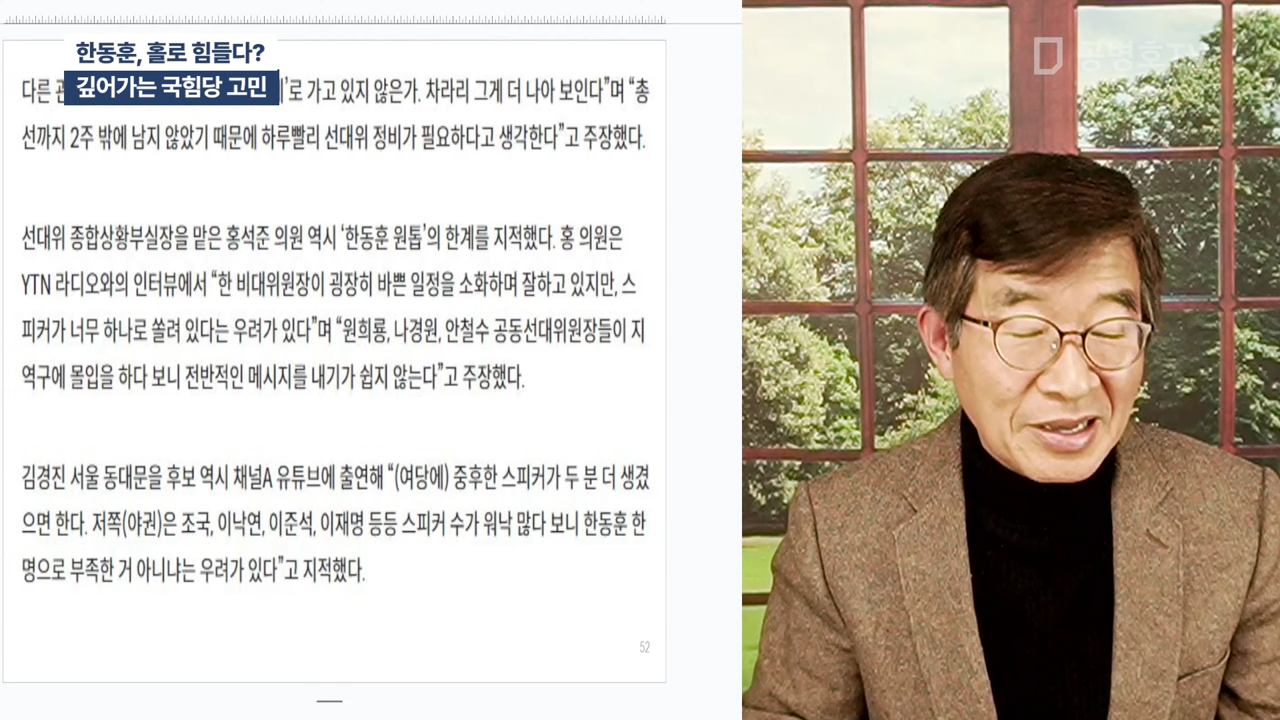 한동훈, 홀로 힘들다?
깊어가는 국힘당 고민
공병호TV
다른 로 가고 있지 않은가. 차라리 그게 더 나아 보인다”며 “총
선까지 2주 밖에 남지 않았기 때문에 하루빨리 선대위 정비가 필요하다고 생각한다”고 주장했다.
선대위 종합상황부실장을 맡은 홍석준 의원 역시 ‘한동훈 원톱’의 한계를 지적했다. 홍 의원은
YTN 라디오와의 인터뷰에서 “한 비대위원장이 굉장히 바쁜 일정을 소화하며 잘하고 있지만, 스
피커가 너무 하나로 쏠려 있다는 우려가 있다”며 “원희룡, 나경원, 안철수 공동선대위원장들이 지
역구에 몰입을 하다 보니 전반적인 메시지를 내기가 쉽지 않는다”고 주장했다.
김경진 서울 동대문을 후보 역시 채널A 유튜브에 출연해 “(여당에) 중후한 스피커가 두 분 더 생겼
으면 한다. 저쪽(야권)은 조국, 이낙연, 이준석, 이재명 등등 스피커 수가 워낙 많다 보니 한동훈 한
명으로 부족한 거 아니냐는 우려가 있다”고 지적했다.
52